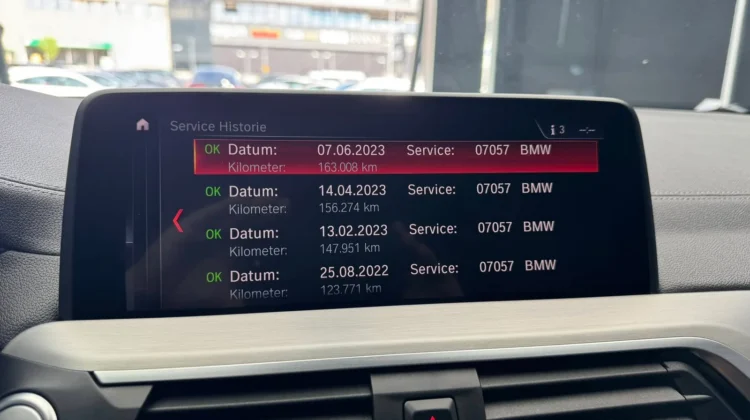 Service Historie
i 3 --:--
OK Datum: 07.06.2023 Service: 07057 BMW
Kilometer: 163.008 km
OK Datum: 14.04.2023 Service: 07057 BMW
Kilometer: 156.274 km
OK Datum: 13.02.2023 Service: 07057 BMW
Kilometer: 147.951 km
OK Datum: 25.08.2022 Service: 07057 BMW
Kilometer: 123.771 km